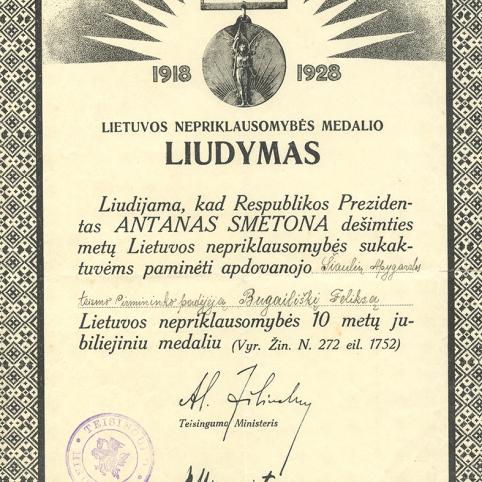 1918 1928
LIETUVOS NEPRIKLAUSOMYBĖS MEDALIO
LIUDYMAS
Liudijama, kad Respublikos Preziden-
tas ANTANAS SMETONA dešimties
metų Lietuvos nepriklausomybės sukak-
tuvėms paminėti apdovanojo Šiaulių Apygardos
teismo Pirmininko padėjėją Bugailiškį Feliksą
Lietuvos nepriklausomybės 10 metų ju-
biliejiniu medaliu (Vyr. Žin. N. 272 eil. 1752)
Teisingumo Ministeris
TEISINGUMO